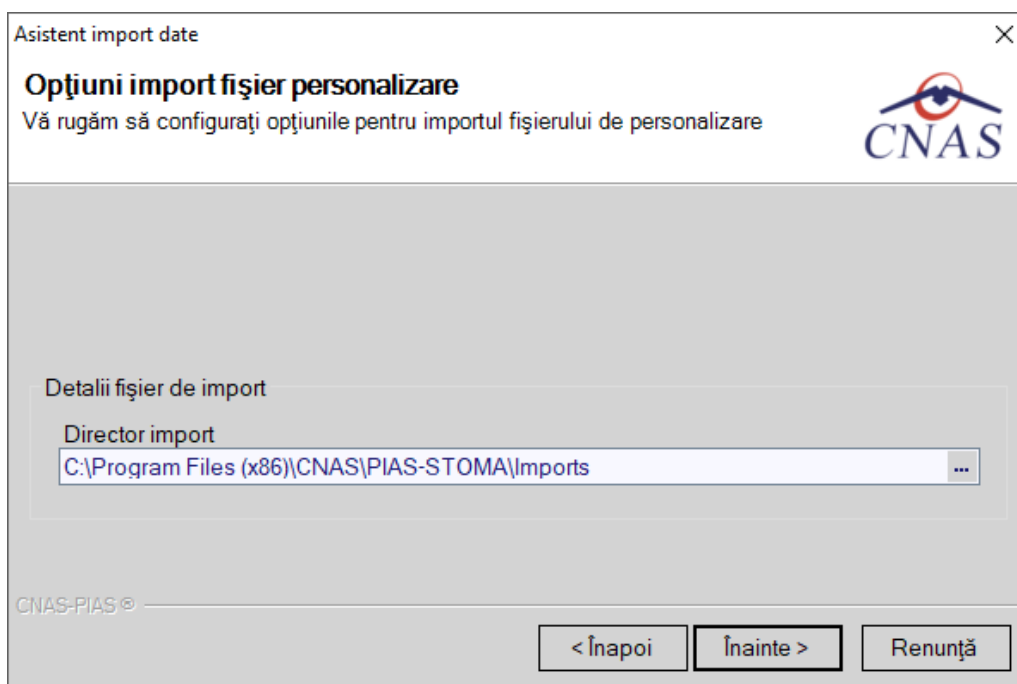 Asistent import date
Opţiuni import fişier personalizare
Vă rugăm să configuraţi opţiunile pentru importul fişierului de personalizare
CNAS
Detalii fişier de import
Director import
C:\Program Files (x86)\CNAS\PIAS-STOMA\Imports
...
CNAS-PIAS ®
< Înapoi
Înainte >
Renunţă